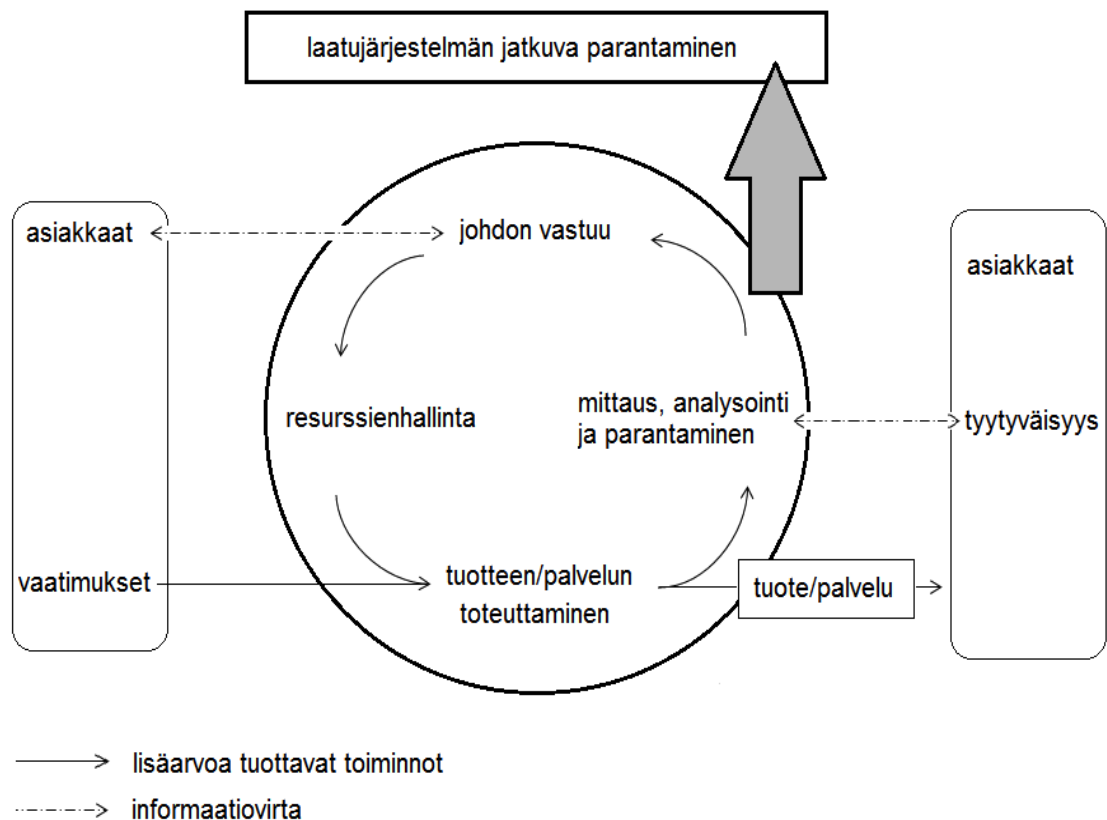 laatujärjestelmän jatkuva parantaminen
asiakkaat
johdon vastuu
asiakkaat
resurssienhallinta
mittaus, analysointi
ja parantaminen
tyytyväisyys
vaatimukset
tuotteen/palvelun
toteuttaminen
tuote/palvelu
lisäarvoa tuottavat toiminnot
informaatiovirta